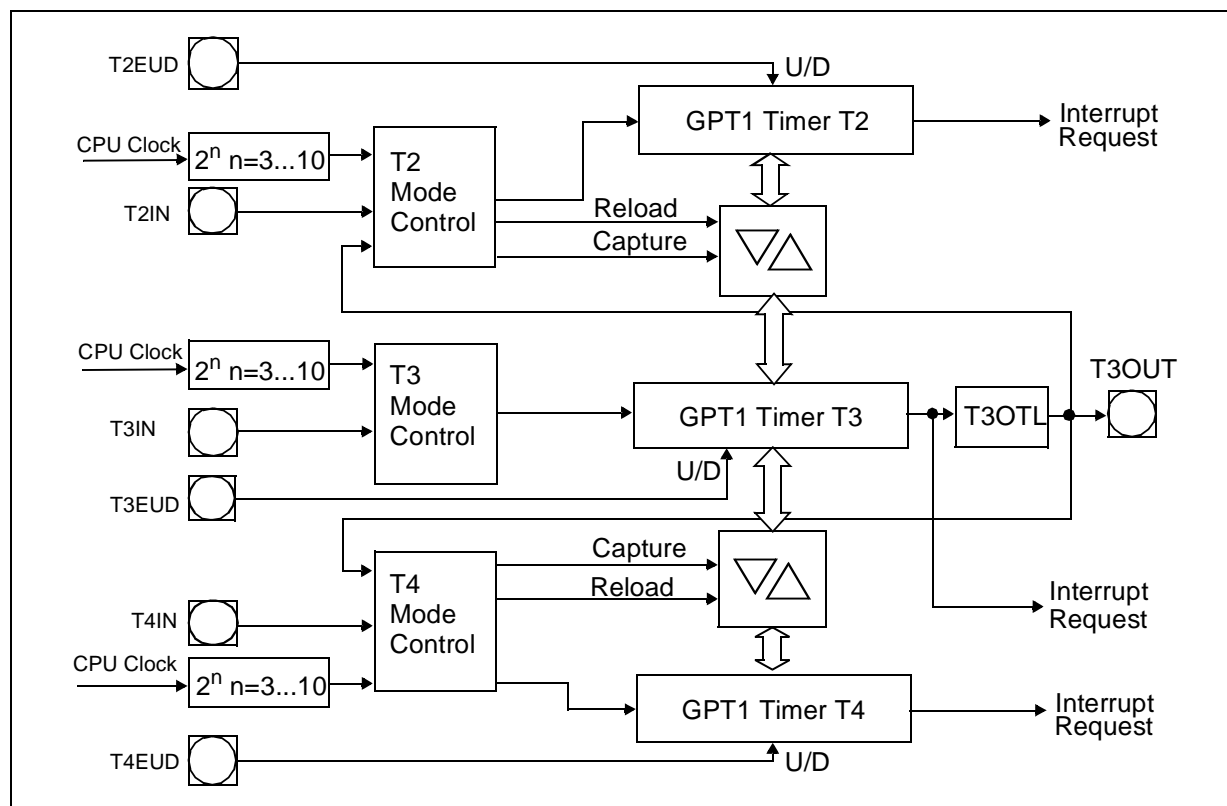 T2EUD
U/D
GPT1 Timer T2
Interrupt
Request
CPU Clock
2ⁿ n=3...10
T2
Mode
Control
T2IN
Reload
Capture
CPU Clock
2ⁿ n=3...10
T3
Mode
Control
T3OUT
GPT1 Timer T3
T3OTL
T3IN
U/D
T3EUD
Capture
T4
Mode
Control
Reload
Interrupt
Request
T4IN
CPU Clock
2ⁿ n=3...10
GPT1 Timer T4
Interrupt
Request
T4EUD
U/D